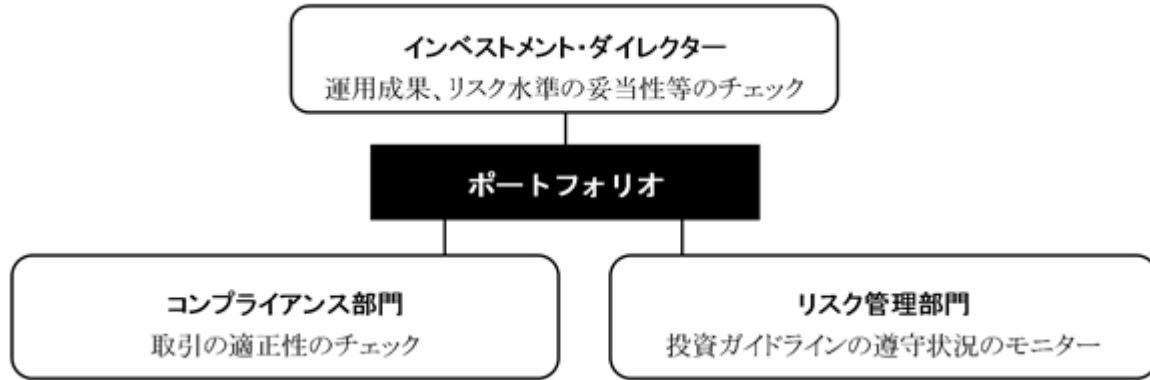 インベストメント・ダイレクター
運用成果、リスク水準の妥当性等のチェック
ポートフォリオ
コンプライアンス部門
取引の適正性のチェック
リスク管理部門
投資ガイドラインの遵守状況のモニター